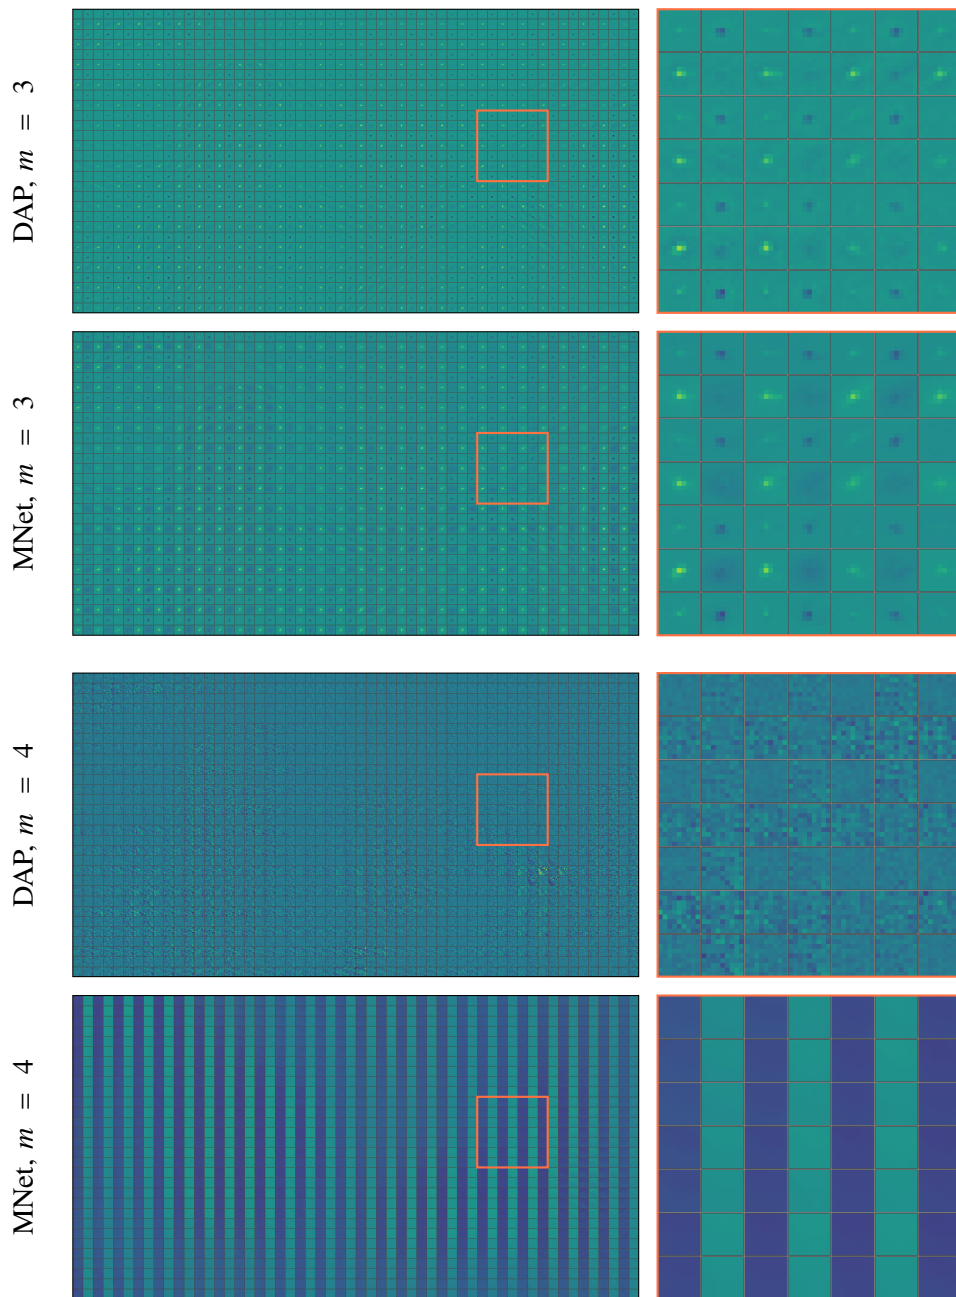 DAP, m = 3
MNet, m = 3
DAP, m = 4
MNet, m = 4